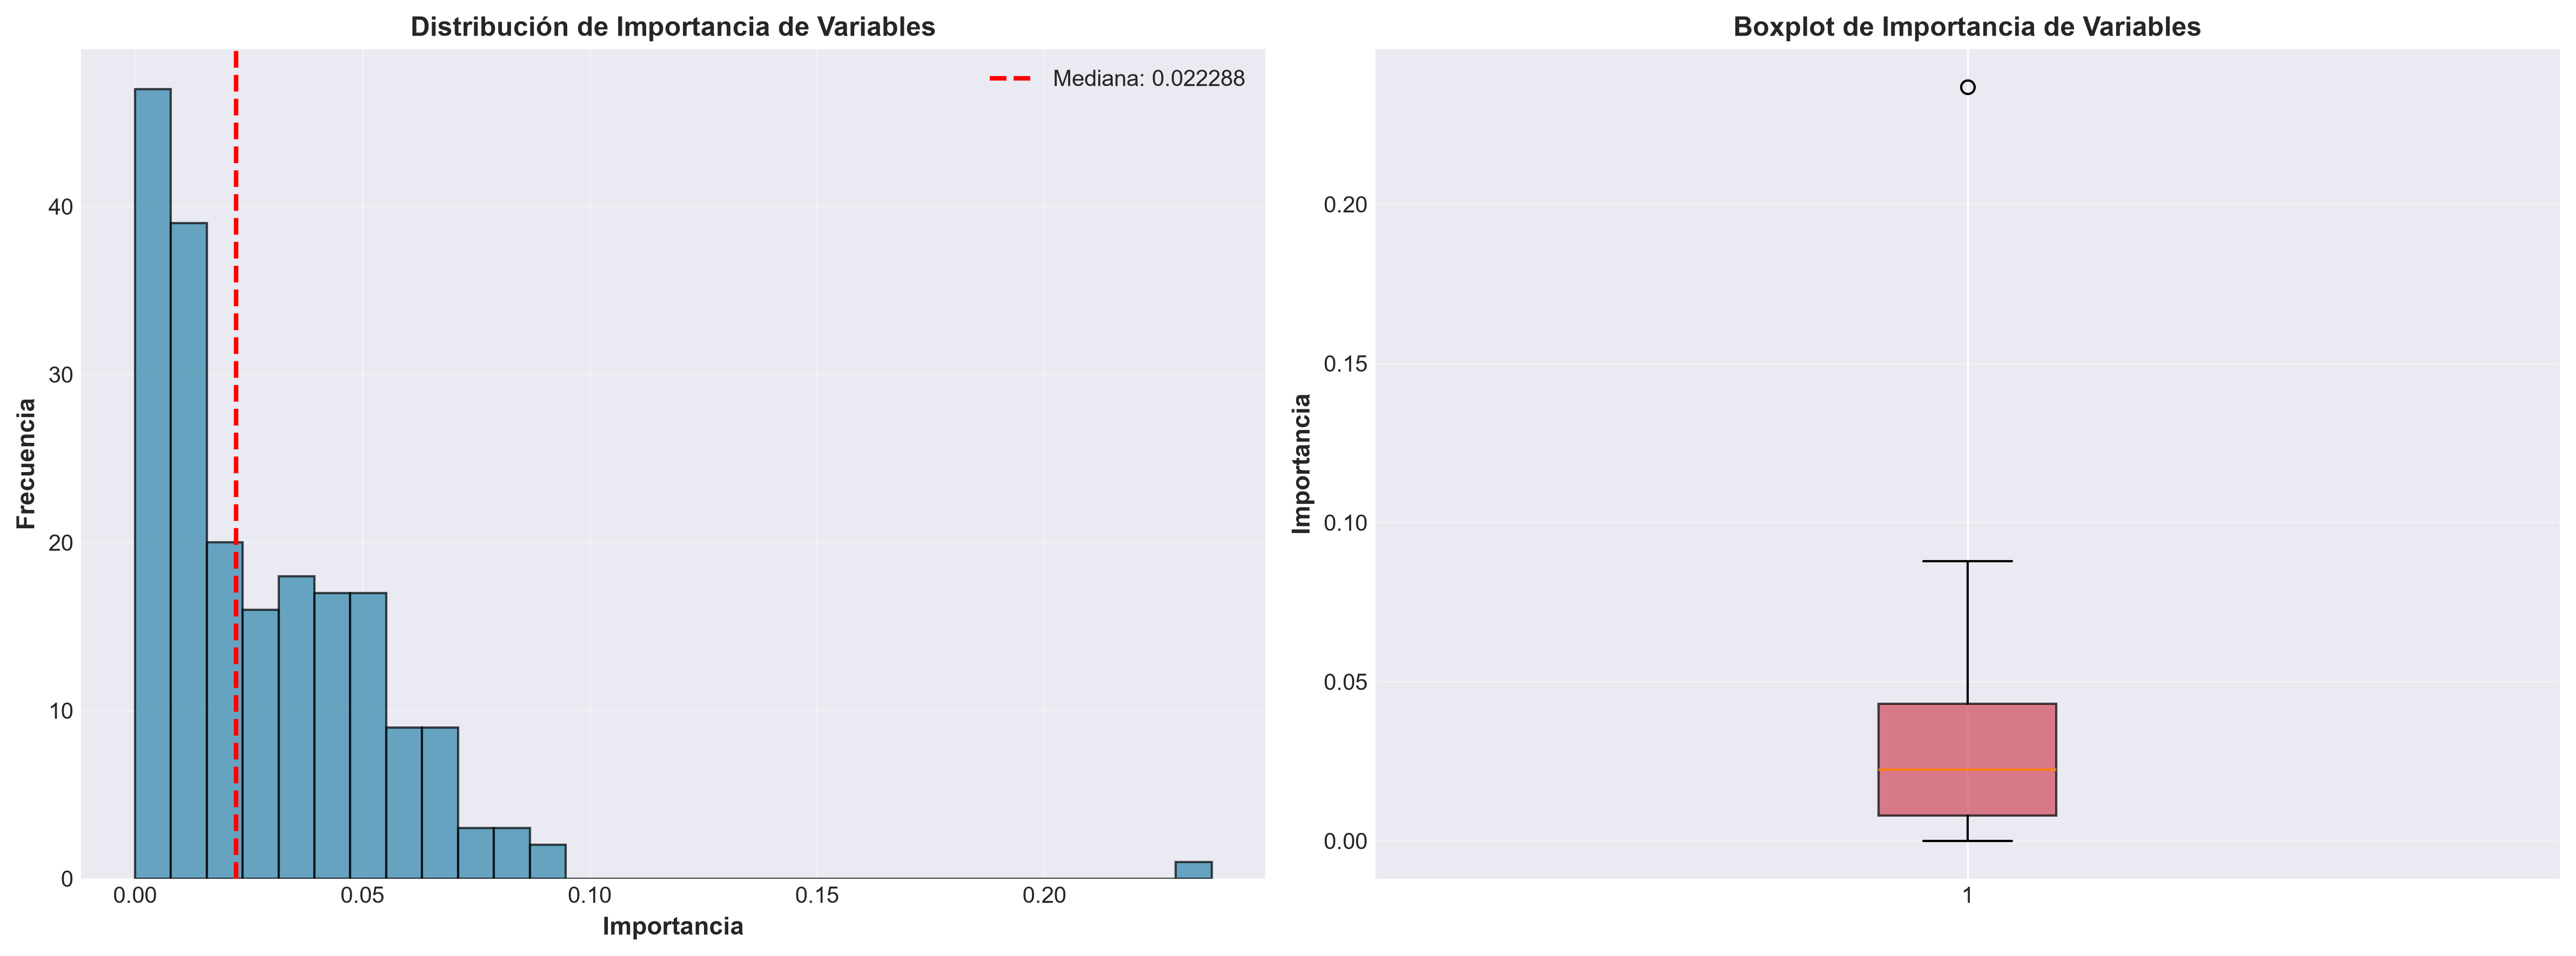 Distribución de Importancia de Variables
Mediana: 0.022288
Frecuencia
40
30
20
10
0
0.00 0.05 0.10 0.15 0.20
Importancia
Boxplot de Importancia de Variables
Importancia
0.20
0.15
0.10
0.05
0.00
1